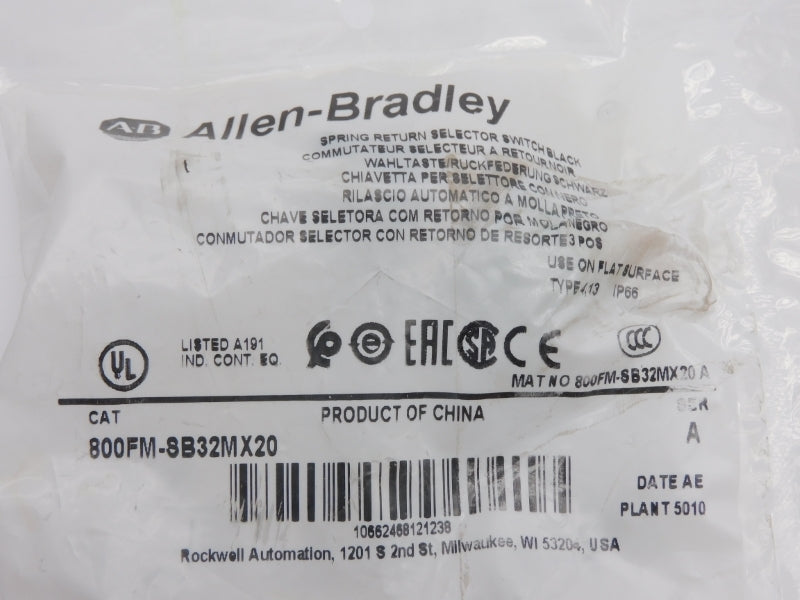 AB Allen-Bradley
SPRING RETURN SELECTOR SWITCH BLACK
COMMUTATEUR SELECTEUR A RETOUR NOIR
WAHLTASTE/RUCKFEDERUNG SCHWARZ
CHIAVETTA PER SELETTORE CON NERO
RILASCIO AUTOMATICO A MOLLA PRETO
CHAVE SELETORA COM RETORNO POR MOLA NEGRO
CONMUTADOR SELECTOR CON RETORNO DE RESORTE 3 POS
USE ON FLAT SURFACE
TYPE 4/13 IP66
UL
LISTED A191
IND. CONT. EQ.
e
EAC
CE
CCC
MAT NO 800FM-SB32MX20 A
CAT
PRODUCT OF CHINA
SER
800FM-SB32MX20
A
DATE AE
PLANT 5010
10662468121238
Rockwell Automation, 1201 S 2nd St, Milwaukee, WI 53204, USA